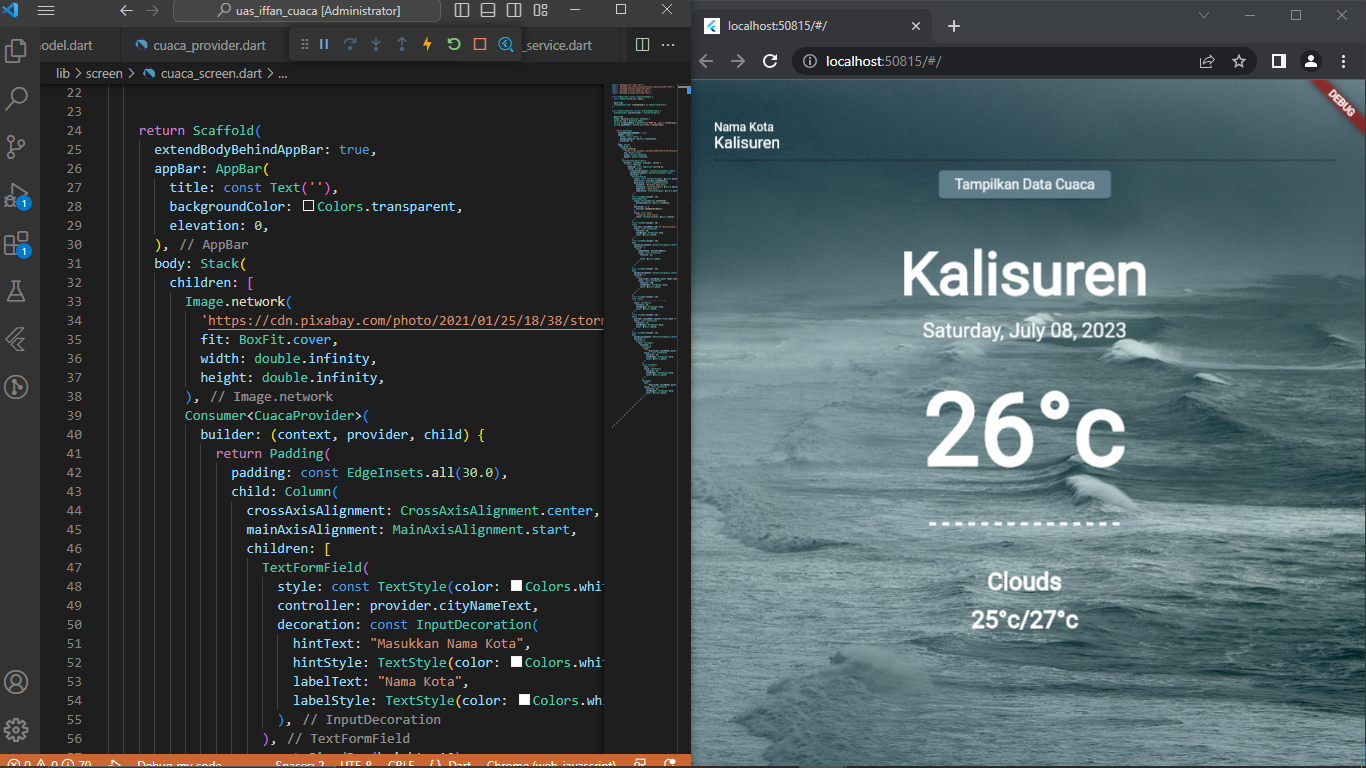 uas_iffan_cuaca [Administrator]
odel.dart
cuaca_provider.dart
_service.dart
lib > screen > cuaca_screen.dart > ...
22
23
24 return Scaffold(
25 extendBodyBehindAppBar: true,
26 appBar: AppBar(
27 title: const Text(''),
28 backgroundColor: Colors.transparent,
29 elevation: 0,
30 ), // AppBar
31 body: Stack(
32 children: [
33 Image.network(
34 'https://cdn.pixabay.com/photo/2021/01/25/18/38/stor
35 fit: BoxFit.cover,
36 width: double.infinity,
37 height: double.infinity,
38 ), // Image.network
39 Consumer<CuacaProvider>(
40 builder: (context, provider, child) {
41 return Padding(
42 padding: const EdgeInsets.all(30.0),
43 child: Column(
44 crossAxisAlignment: CrossAxisAlignment.center,
45 mainAxisAlignment: MainAxisAlignment.start,
46 children: [
47 TextFormField(
48 style: const TextStyle(color: Colors.whi
49 controller: provider.cityNameText,
50 decoration: const InputDecoration(
51 hintText: "Masukkan Nama Kota",
52 hintStyle: TextStyle(color: Colors.whi
53 labelText: "Nama Kota",
54 labelStyle: TextStyle(color: Colors.wh
55 ), // InputDecoration
56 ), // TextFormField
1
1
0 0 70 Debug my code Spaces: 2 UTF-8 CRLF {} Dart Chrome (web-javascript)
localhost:50815/#/
localhost:50815/#/
DEBUG
Nama Kota
Kalisuren
Tampilkan Data Cuaca
Kalisuren
Saturday, July 08, 2023
26°c
Clouds
25°c/27°c